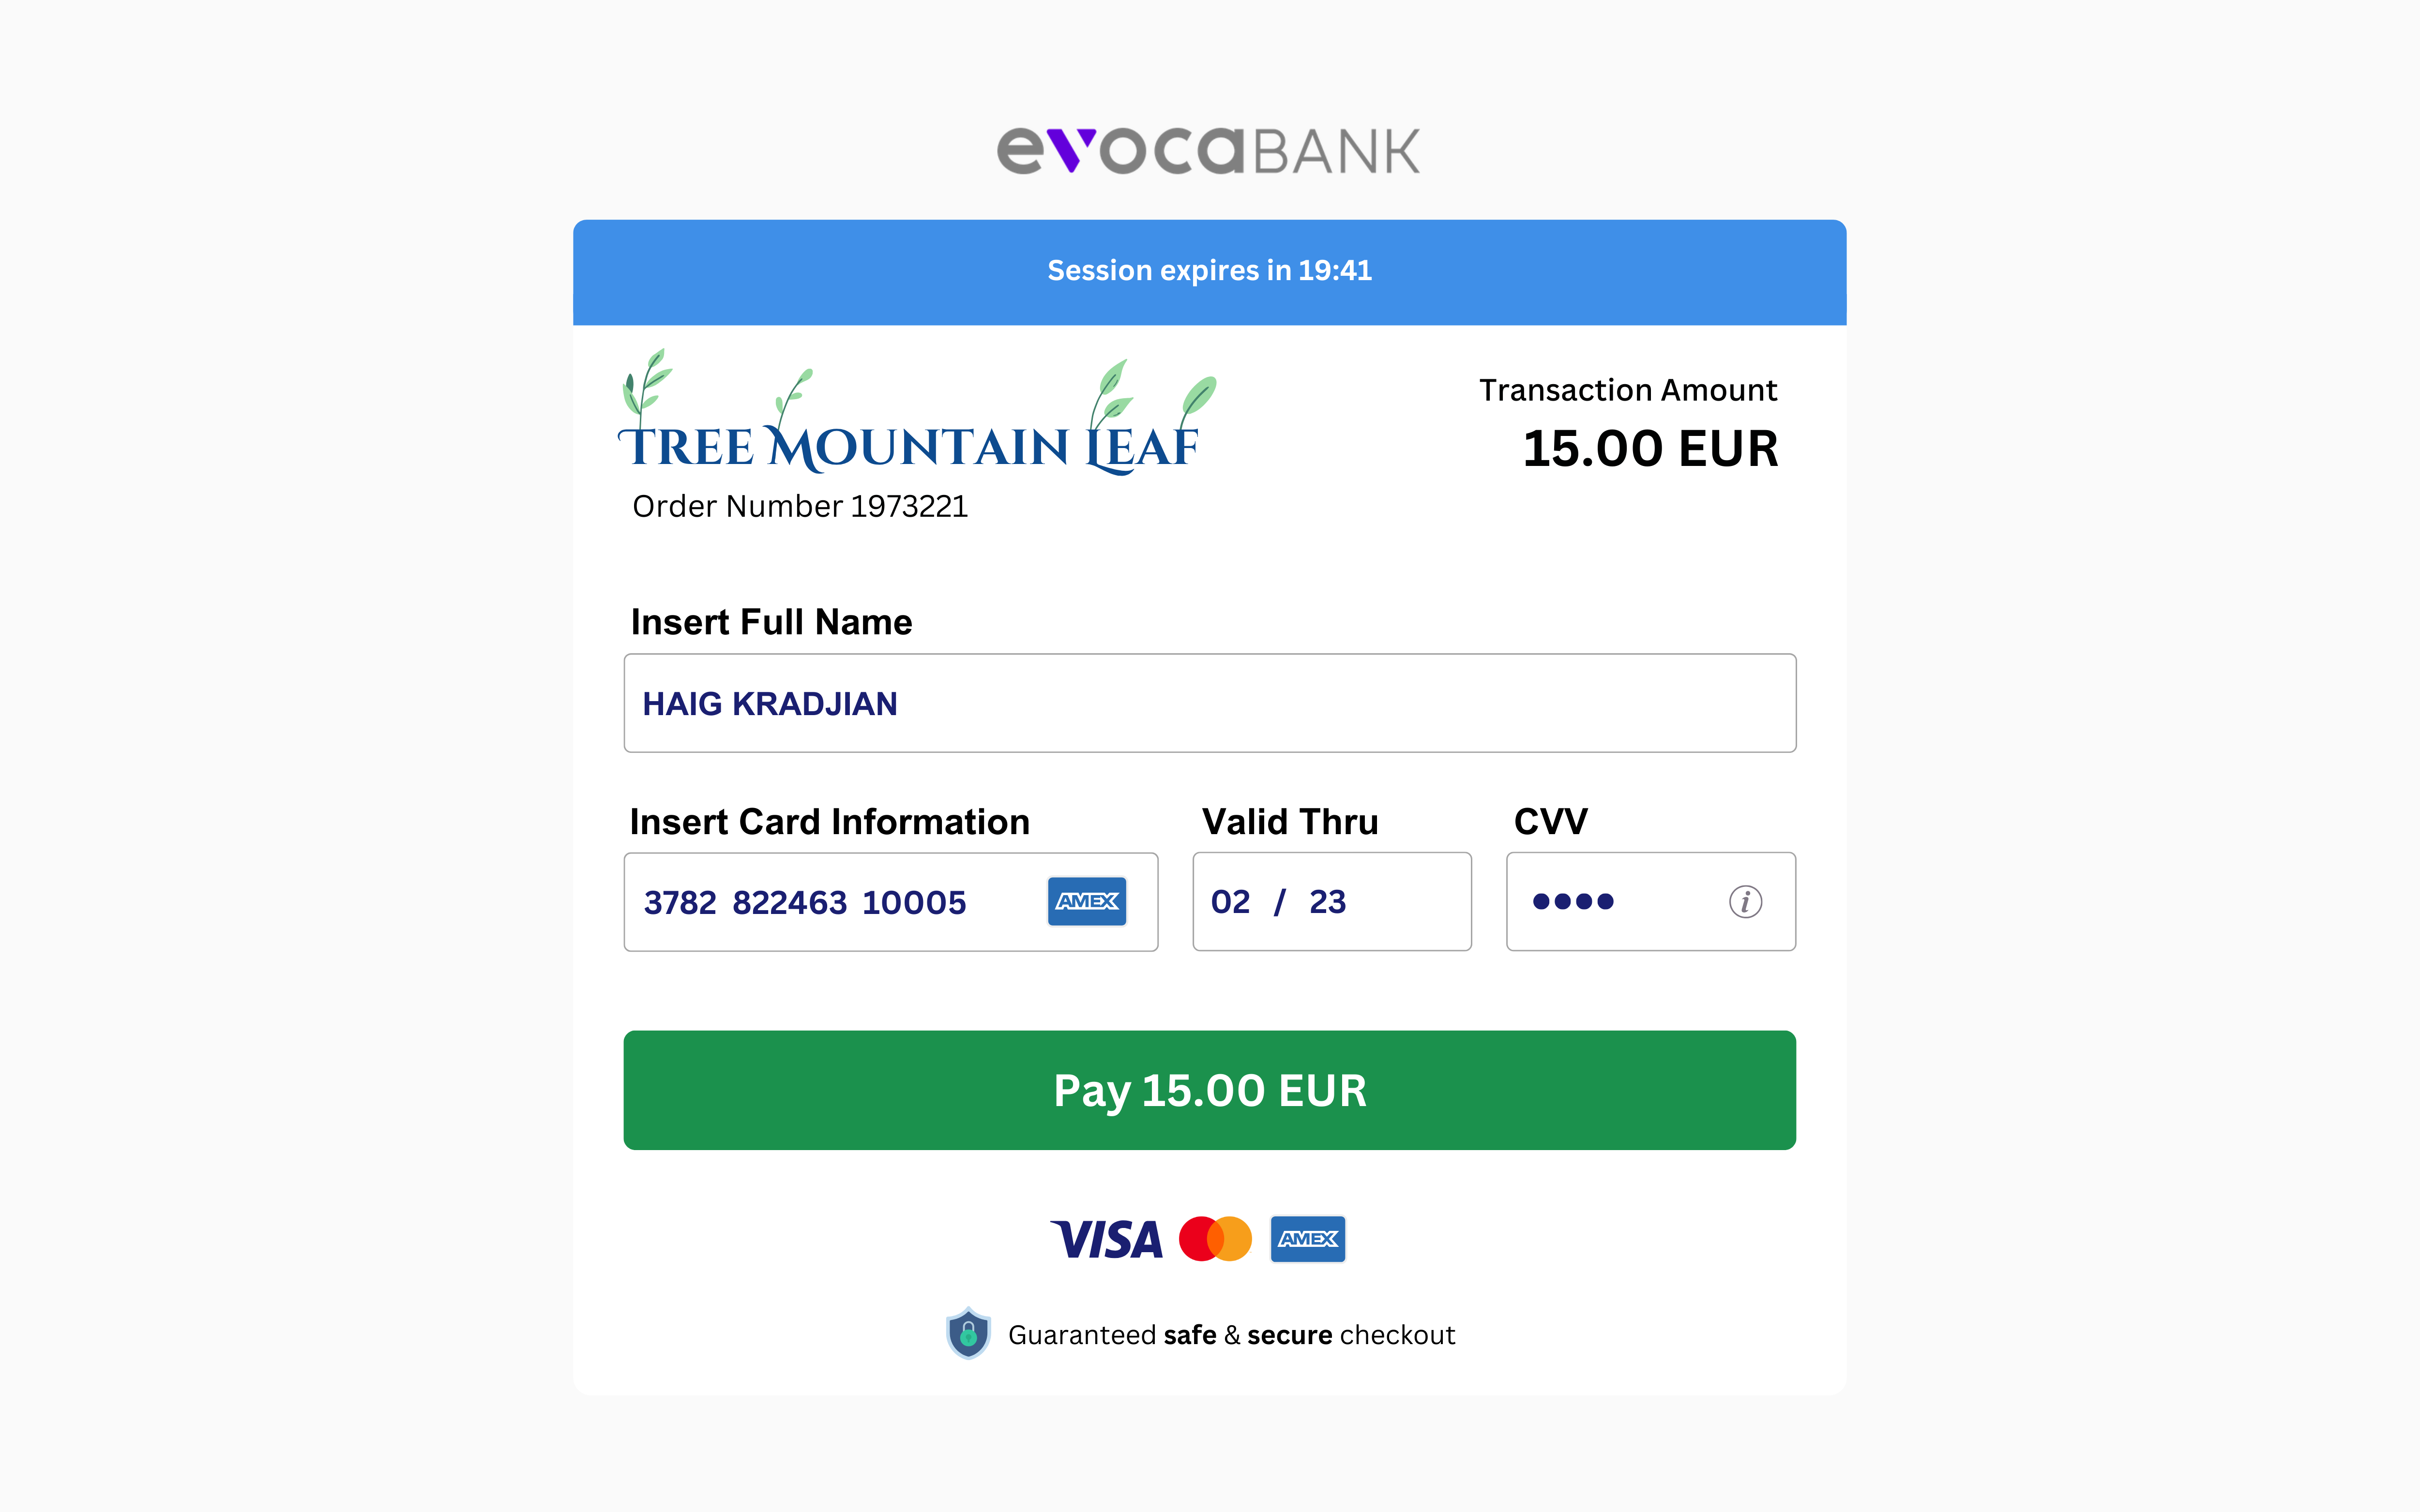 evocaBANK
Session expires in 19:41
TREE MOUNTAIN LEAF
Order Number 1973221
Transaction Amount
15.00 EUR
Insert Full Name
HAIG KRADJIAN
Insert Card Information
3782 822463 10005 AMEX
Valid Thru
02 / 23
CVV
••••
i
Pay 15.00 EUR
VISA AMEX
Guaranteed safe & secure checkout